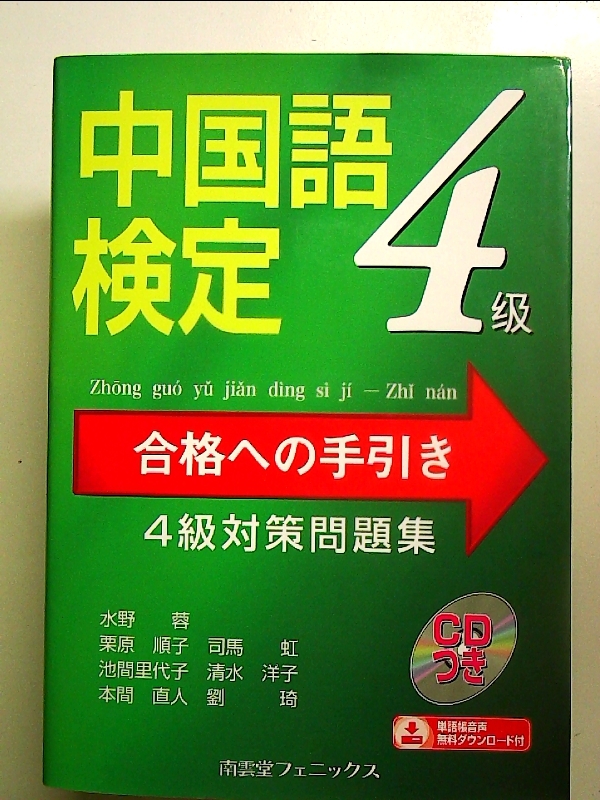 中国語
検定
4級
Zhōng guó yǔ jiǎn dìng sì jí — Zhǐ nán
合格への手引き
4級対策問題集
水野 蓉
栗原 順子 司馬 虹
池間里代子 清水 洋子
本間 直人 劉 琦
CD
つき
単語帳音声
無料ダウンロード付
南雲堂フェニックス